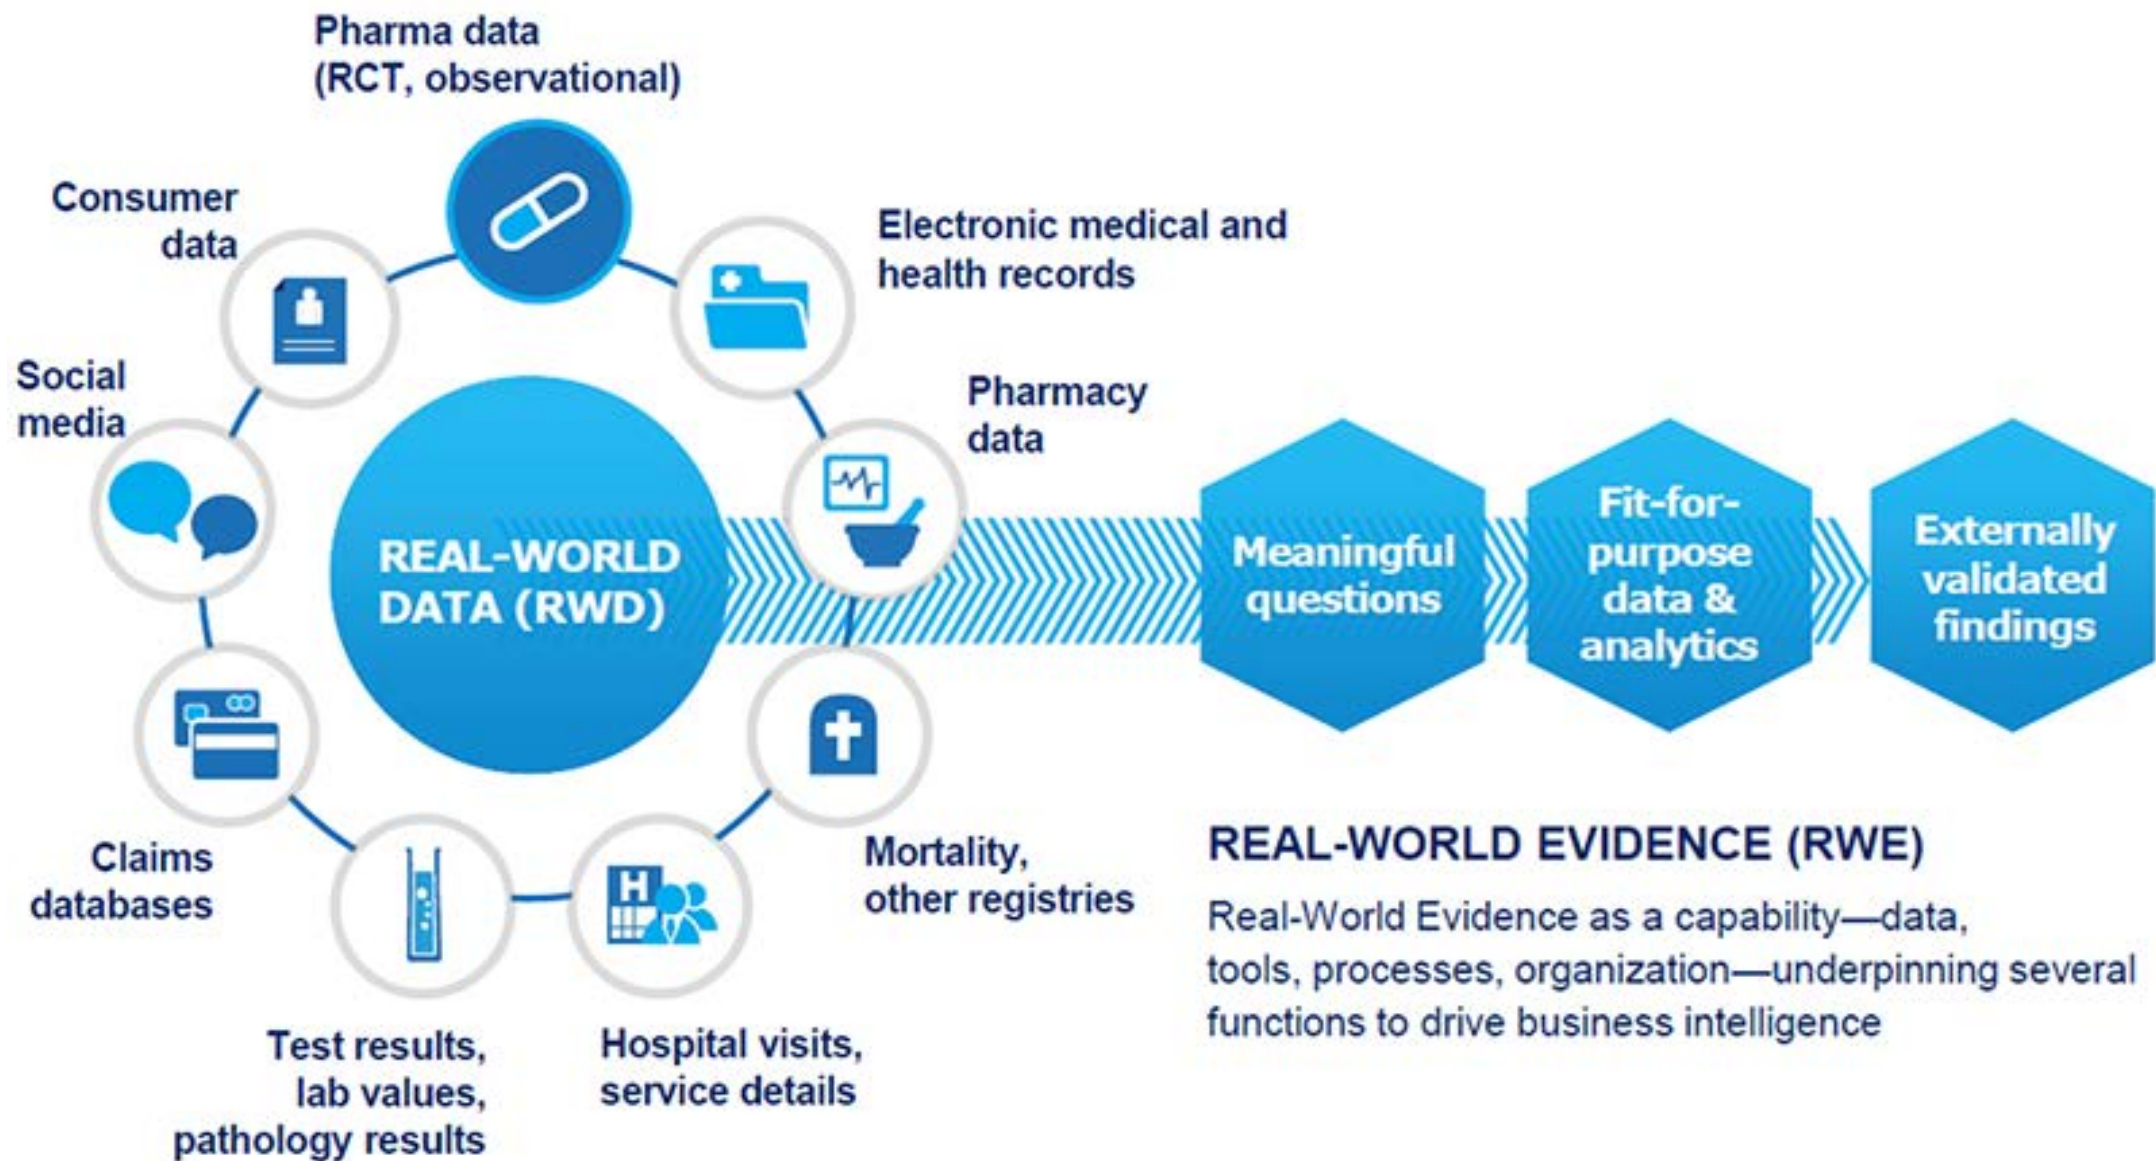 Pharma data
(RCT, observational)
Consumer
data
Electronic medical and
health records
Social
media
Pharmacy
data
REAL-WORLD
DATA (RWD)
Meaningful
questions
Fit-for-
purpose
data &
analytics
Externally
validated
findings
Claims
databases
Mortality,
other registries
H
Test results,
lab values,
pathology results
Hospital visits,
service details
REAL-WORLD EVIDENCE (RWE)
Real-World Evidence as a capability—data,
tools, processes, organization—underpinning several
functions to drive business intelligence